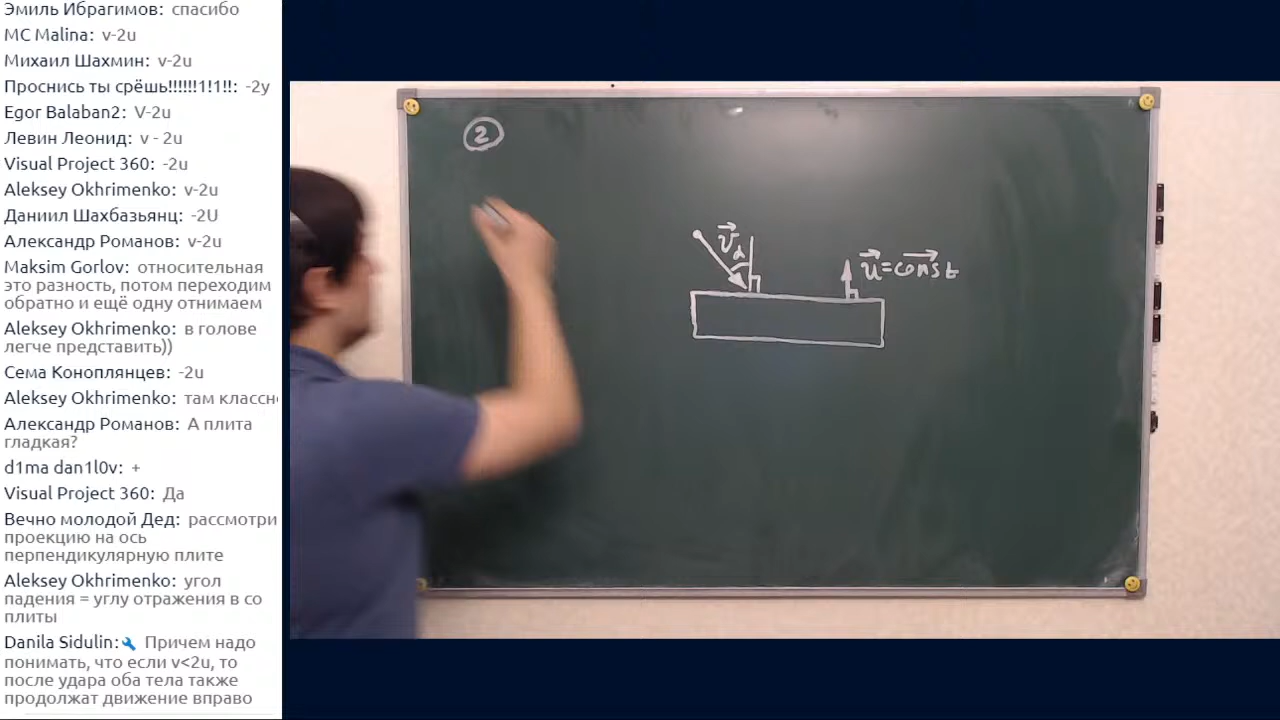 Эмиль Ибрагимов: спасибо
MC Malina: v-2u
Михаил Шахмин: v-2u
Проснись ты срёшь!!!!!!1!1!!: -2у
Egor Balaban2: V-2u
Левин Леонид: v - 2u
Visual Project 360: -2u
Aleksey Okhrimenko: v-2u
Даниил Шахбазьянц: -2U
Александр Романов: v-2u
Maksim Gorlov: относительная
это разность, потом переходим
обратно и ещё одну отнимаем
Aleksey Okhrimenko: в голове
легче представить))
Сема Коноплянцев: -2u
Aleksey Okhrimenko: там классн
Александр Романов: А плита
гладкая?
d1ma dan1l0v: +
Visual Project 360: Да
Вечно молодой Дед: рассмотри
проекцию на ось
перпендикулярную плите
Aleksey Okhrimenko: угол
падения = углу отражения в со
плиты
Danila Sidulin: Причем надо
понимать, что если v<2u, то
после удара оба тела также
продолжат движение вправо
2
v⃗
α
u⃗=const⃗